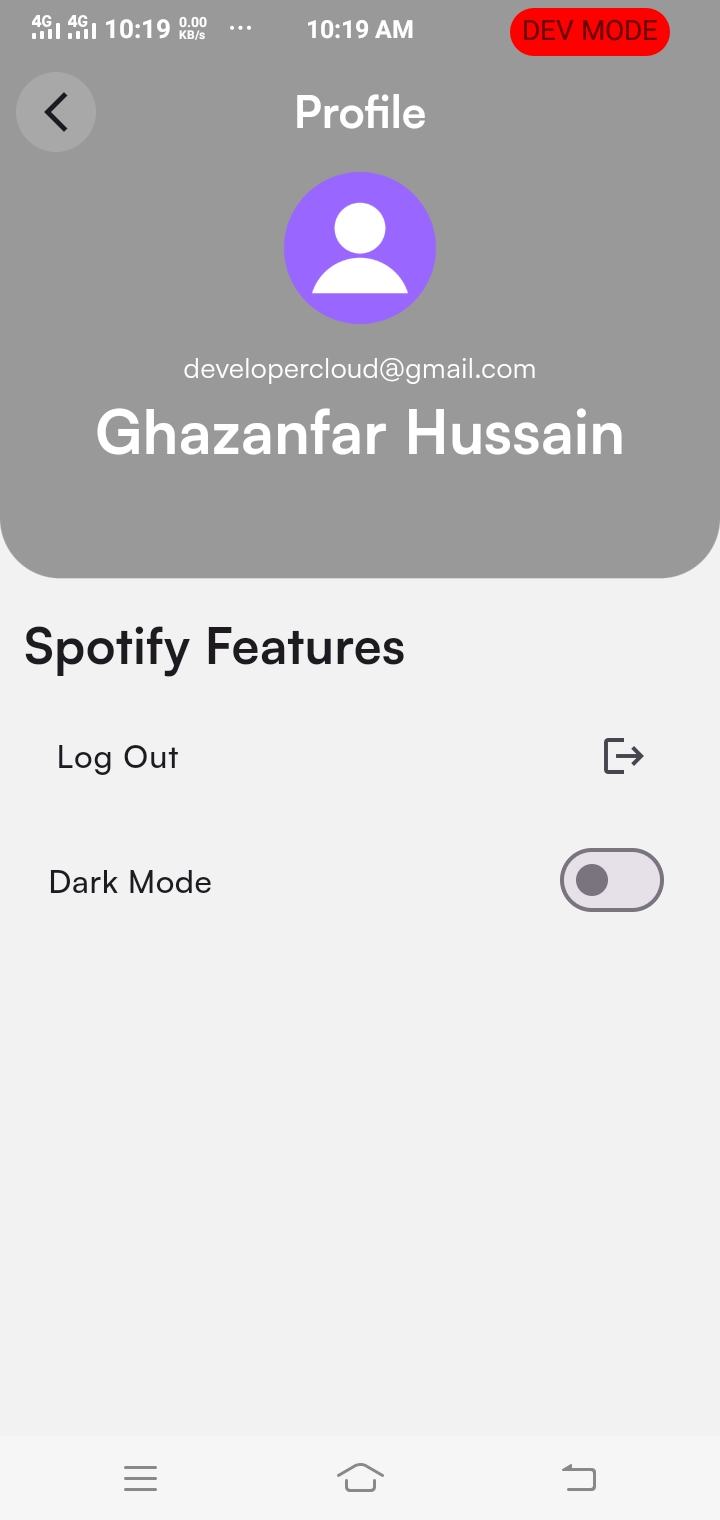 4G 4G 10:19 0.00 KB/s ... 10:19 AM DEV MODE
Profile
developercloud@gmail.com
Ghazanfar Hussain
Spotify Features
Log Out
Dark Mode